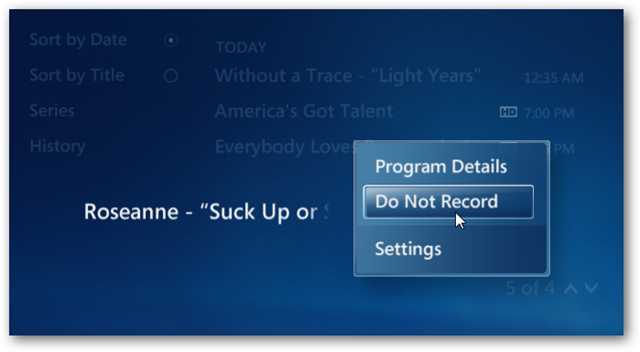 Sort by Date
TODAY
Sort by Title
Without a Trace - "Light Years"
12:35 AM
Series
America's Got Talent
HD 7:00 PM
History
Everybody Loves
PM
Program Details
Do Not Record
Settings
Roseanne - "Suck Up or
5 of 4